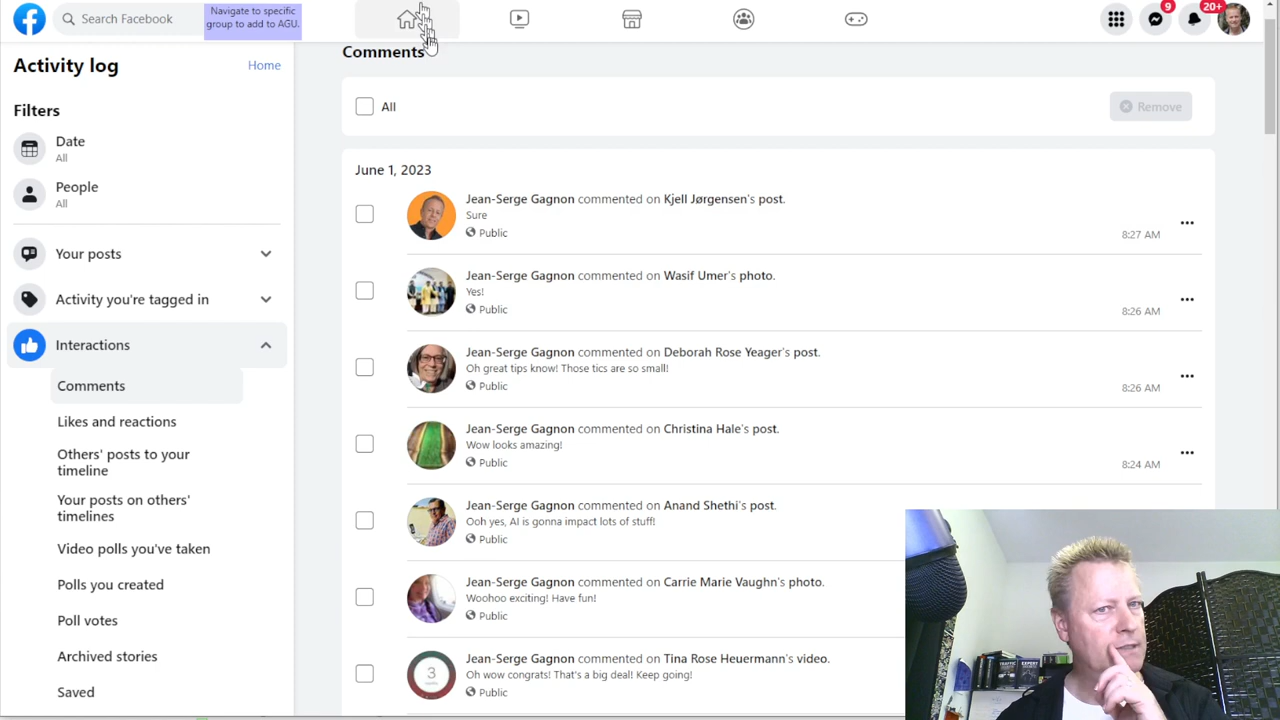 Search Facebook
Navigate to specific
group to add to AGU.
9
20+
Activity log
Home
Filters
Date
All
People
All
Your posts
Activity you're tagged in
Interactions
Comments
Likes and reactions
Others' posts to your
timeline
Your posts on others'
timelines
Video polls you've taken
Polls you created
Poll votes
Archived stories
Saved
Comments
All
Remove
June 1, 2023
Jean-Serge Gagnon commented on Kjell Jørgensen's post.
Sure
Public
8:27 AM
Jean-Serge Gagnon commented on Wasif Umer's photo.
Yes!
Public
8:26 AM
Jean-Serge Gagnon commented on Deborah Rose Yeager's post.
Oh great tips know! Those tics are so small!
Public
8:26 AM
Jean-Serge Gagnon commented on Christina Hale's post.
Wow looks amazing!
Public
8:24 AM
Jean-Serge Gagnon commented on Anand Shethi's post.
Ooh yes, AI is gonna impact lots of stuff!
Public
Jean-Serge Gagnon commented on Carrie Marie Vaughn's photo.
Woohoo exciting! Have fun!
Public
3
Jean-Serge Gagnon commented on Tina Rose Heuermann's video.
Oh wow congrats! That's a big deal! Keep going!
Public
TRAFFIC
EXPERT